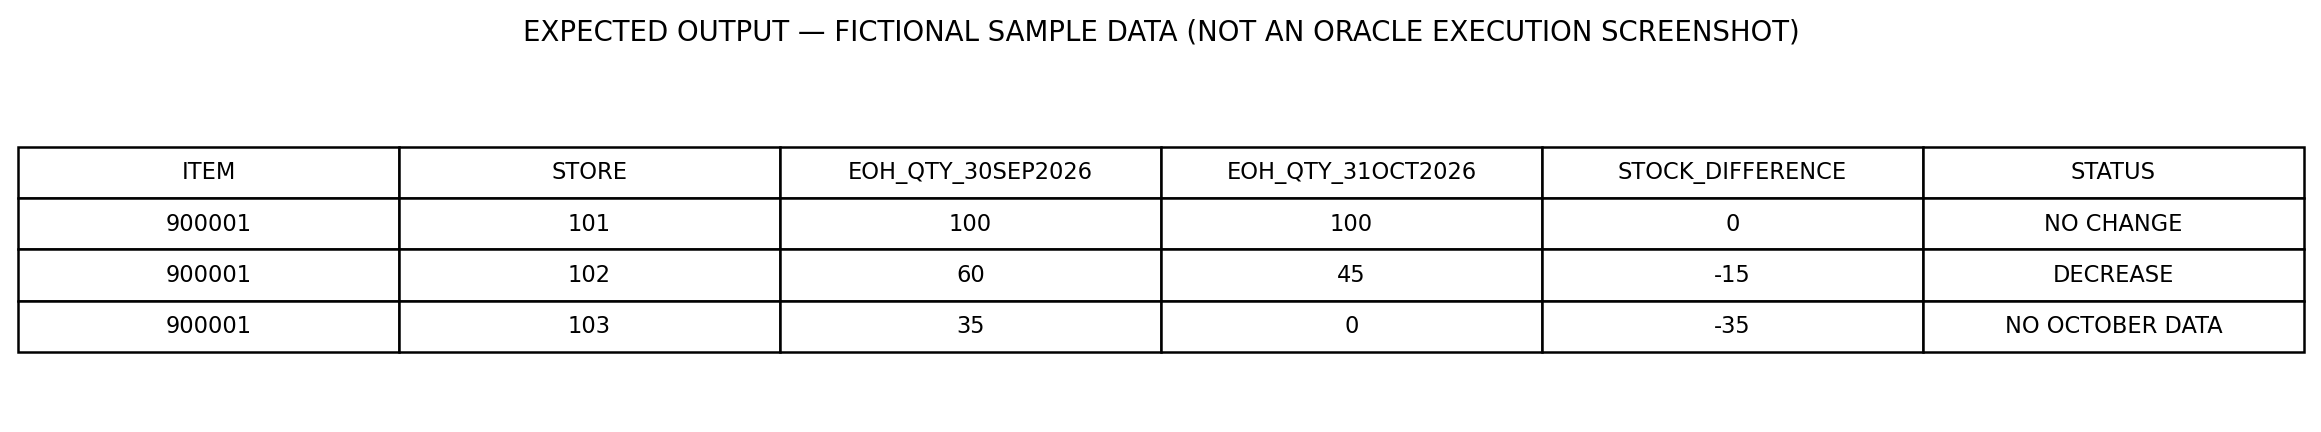 EXPECTED OUTPUT — FICTIONAL SAMPLE DATA (NOT AN ORACLE EXECUTION SCREENSHOT)
ITEM STORE EOH_QTY_30SEP2026 EOH_QTY_31OCT2026 STOCK_DIFFERENCE STATUS
900001 101 100 100 0 NO CHANGE
900001 102 60 45 -15 DECREASE
900001 103 35 0 -35 NO OCTOBER DATA